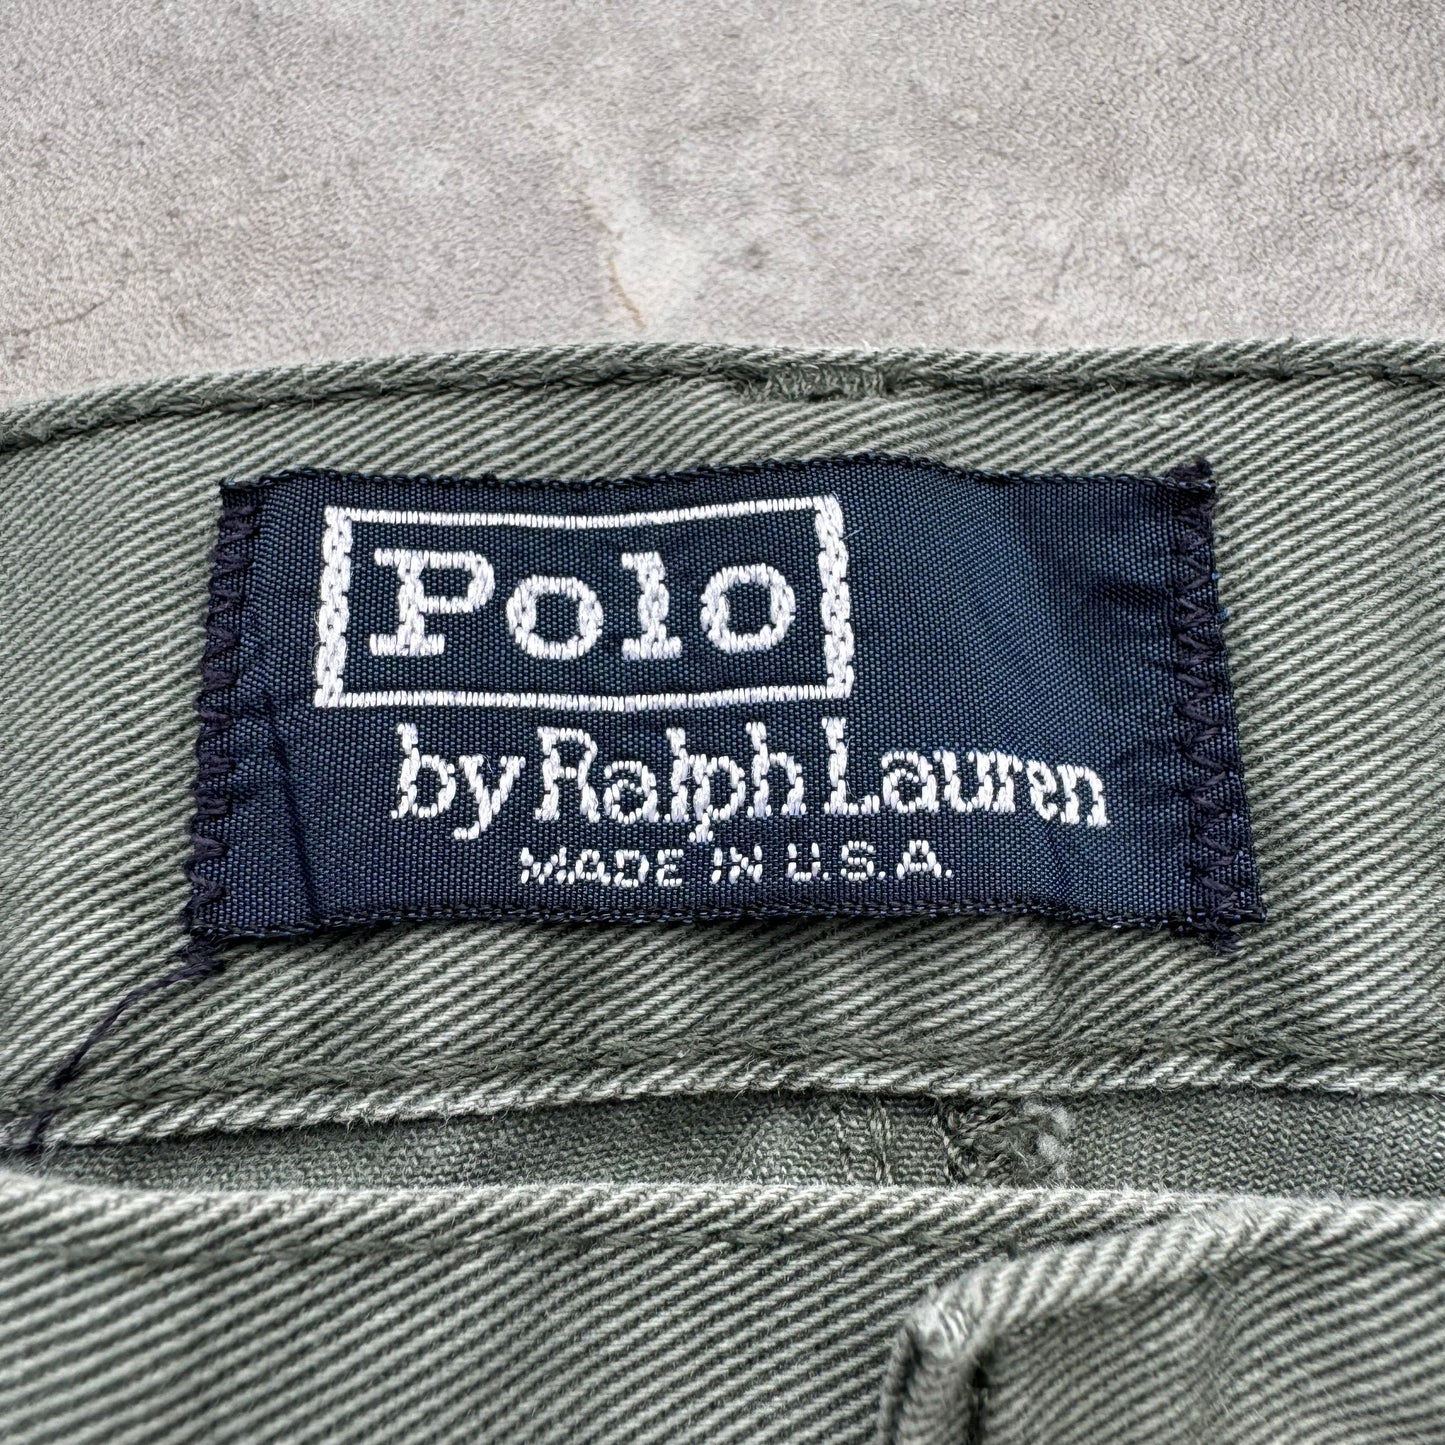 Polo
by Ralph Lauren
MADE IN U.S.A.